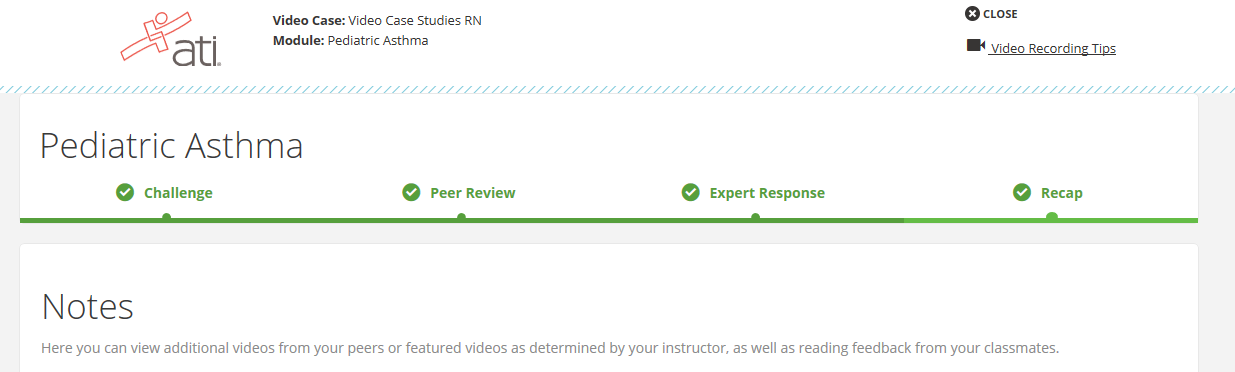 ati
Video Case: Video Case Studies RN
Module: Pediatric Asthma
CLOSE
Video Recording Tips
Pediatric Asthma
Challenge
Peer Review
Expert Response
Recap
Notes
Here you can view additional videos from your peers or featured videos as determined by your instructor, as well as reading feedback from your classmates.